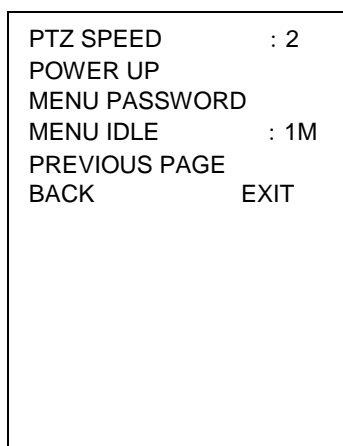 PTZ SPEED : 2
POWER UP
MENU PASSWORD
MENU IDLE : 1M
PREVIOUS PAGE
BACK EXIT